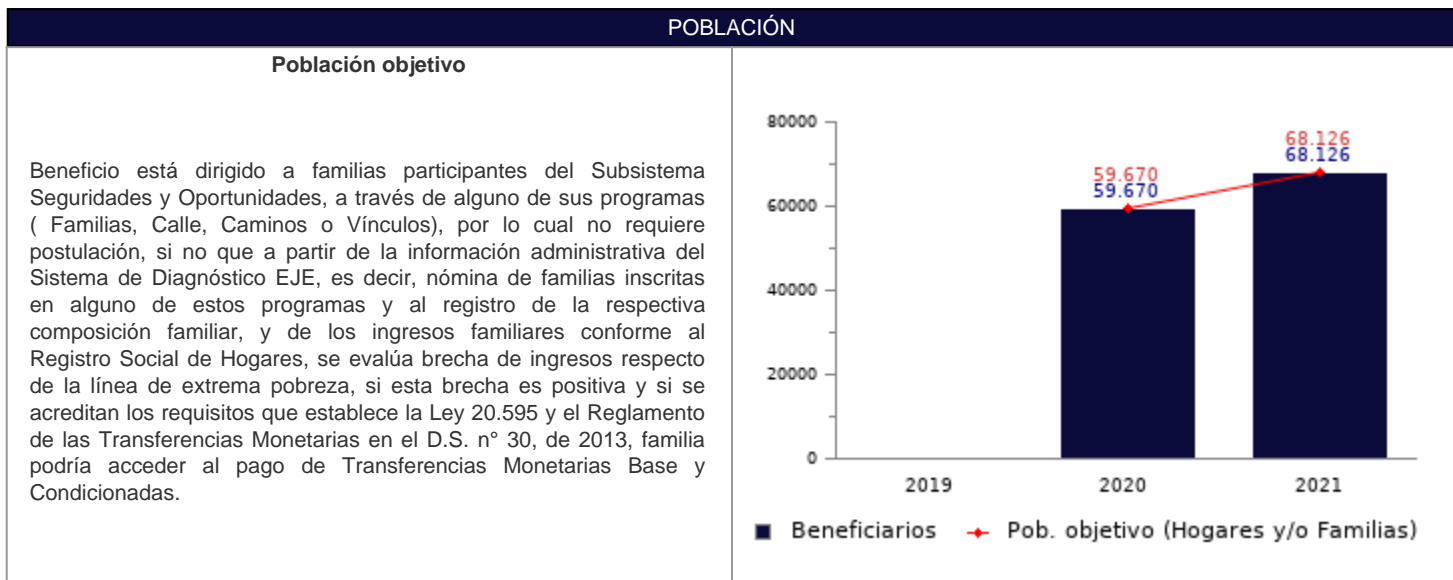 POBLACIÓN
Población objetivo
Beneficio está dirigido a familias participantes del Subsistema
Seguridades y Oportunidades, a través de alguno de sus programas
( Familias, Calle, Caminos o Vínculos), por lo cual no requiere
postulación, si no que a partir de la información administrativa del
Sistema de Diagnóstico EJE, es decir, nómina de familias inscritas
en alguno de estos programas y al registro de la respectiva
composición familiar, y de los ingresos familiares conforme al
Registro Social de Hogares, se evalúa brecha de ingresos respecto
de la línea de extrema pobreza, si esta brecha es positiva y si se
acreditan los requisitos que establece la Ley 20.595 y el Reglamento
de las Transferencias Monetarias en el D.S. n° 30, de 2013, familia
podría acceder al pago de Transferencias Monetarias Base y
Condicionadas.
80000
60000
40000
20000
0
59.670
59.670
68.126
68.126
2019 2020 2021
Beneficiarios Pob. objetivo (Hogares y/o Familias)